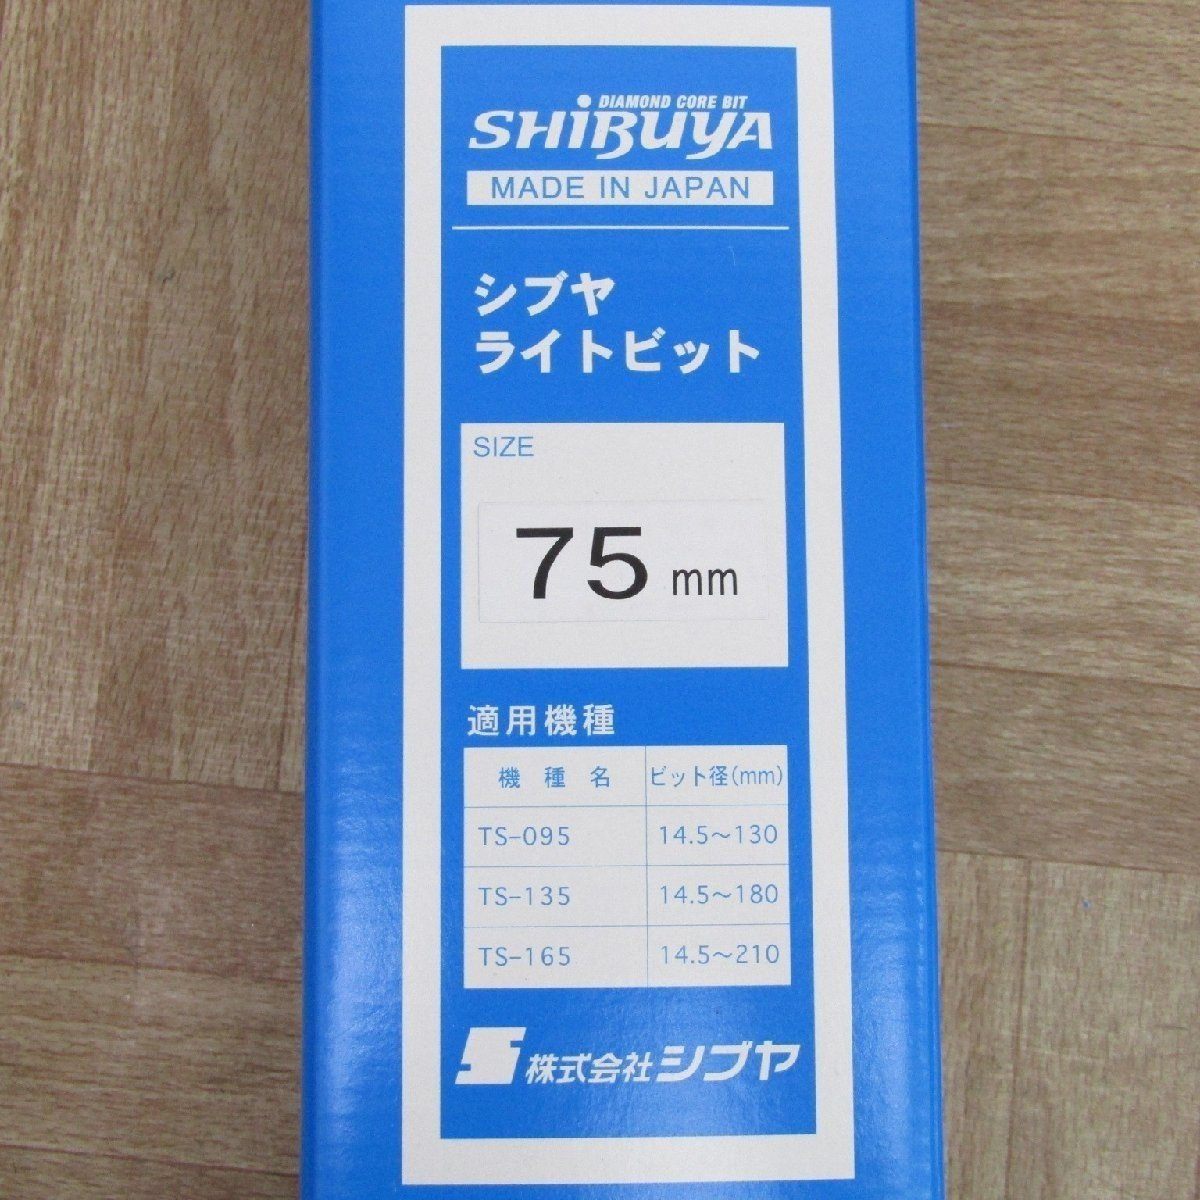 DIAMOND CORE BIT
SHIBUYA
MADE IN JAPAN
シブヤ
ライトビット
SIZE
75 mm
適用機種
機種名 ビット径(mm)
TS-095 14.5～130
TS-135 14.5～180
TS-165 14.5～210
株式会社シブヤ